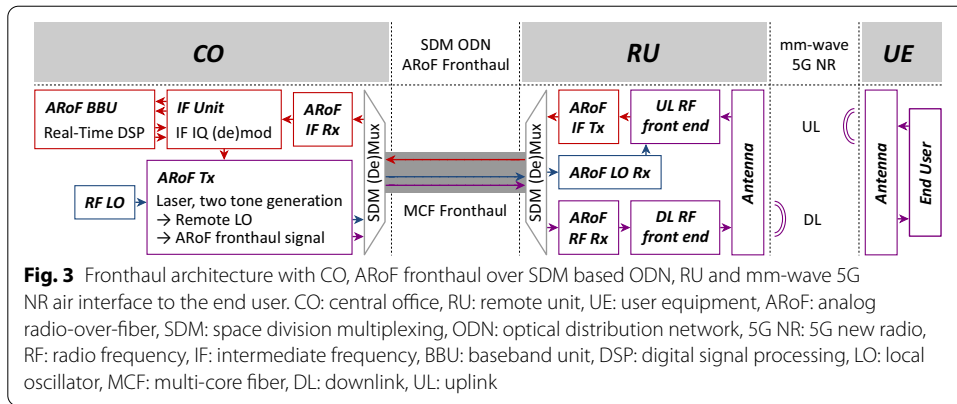 CO
SDM ODN
ARoF Fronthaul
RU
mm-wave
5G NR
UE
ARoF BBU
Real-Time DSP
IF Unit
IF IQ (de)mod
ARoF
IF Rx
SDM (De)Mux
RF LO
ARoF Tx
Laser, two tone generation
→ Remote LO
→ ARoF fronthaul signal
MCF Fronthaul
SDM (De)Mux
ARoF
IF Tx
UL RF
front end
ARoF LO Rx
ARoF
RF Rx
DL RF
front end
Antenna
UL
DL
Antenna
End User
Fig. 3 Fronthaul architecture with CO, ARoF fronthaul over SDM based ODN, RU and mm-wave 5G
NR air interface to the end user. CO: central office, RU: remote unit, UE: user equipment, ARoF: analog
radio-over-fiber, SDM: space division multiplexing, ODN: optical distribution network, 5G NR: 5G new radio,
RF: radio frequency, IF: intermediate frequency, BBU: baseband unit, DSP: digital signal processing, LO: local
oscillator, MCF: multi-core fiber, DL: downlink, UL: uplink